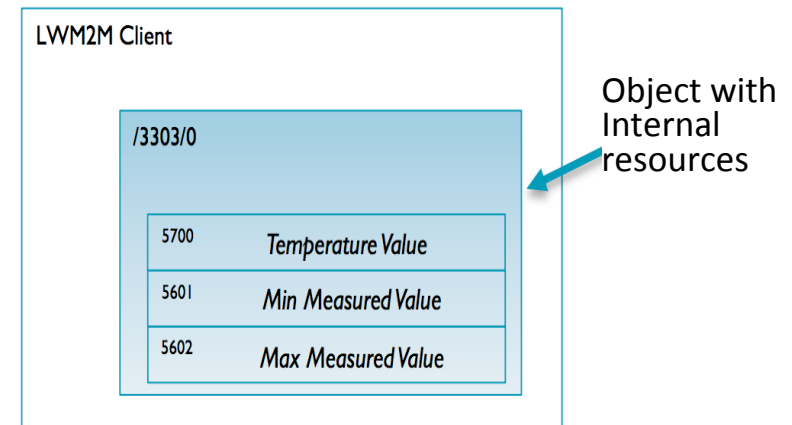 LWM2M Client
Object with
Internal
resources
/3303/0
5700 Temperature Value
5601 Min Measured Value
5602 Max Measured Value